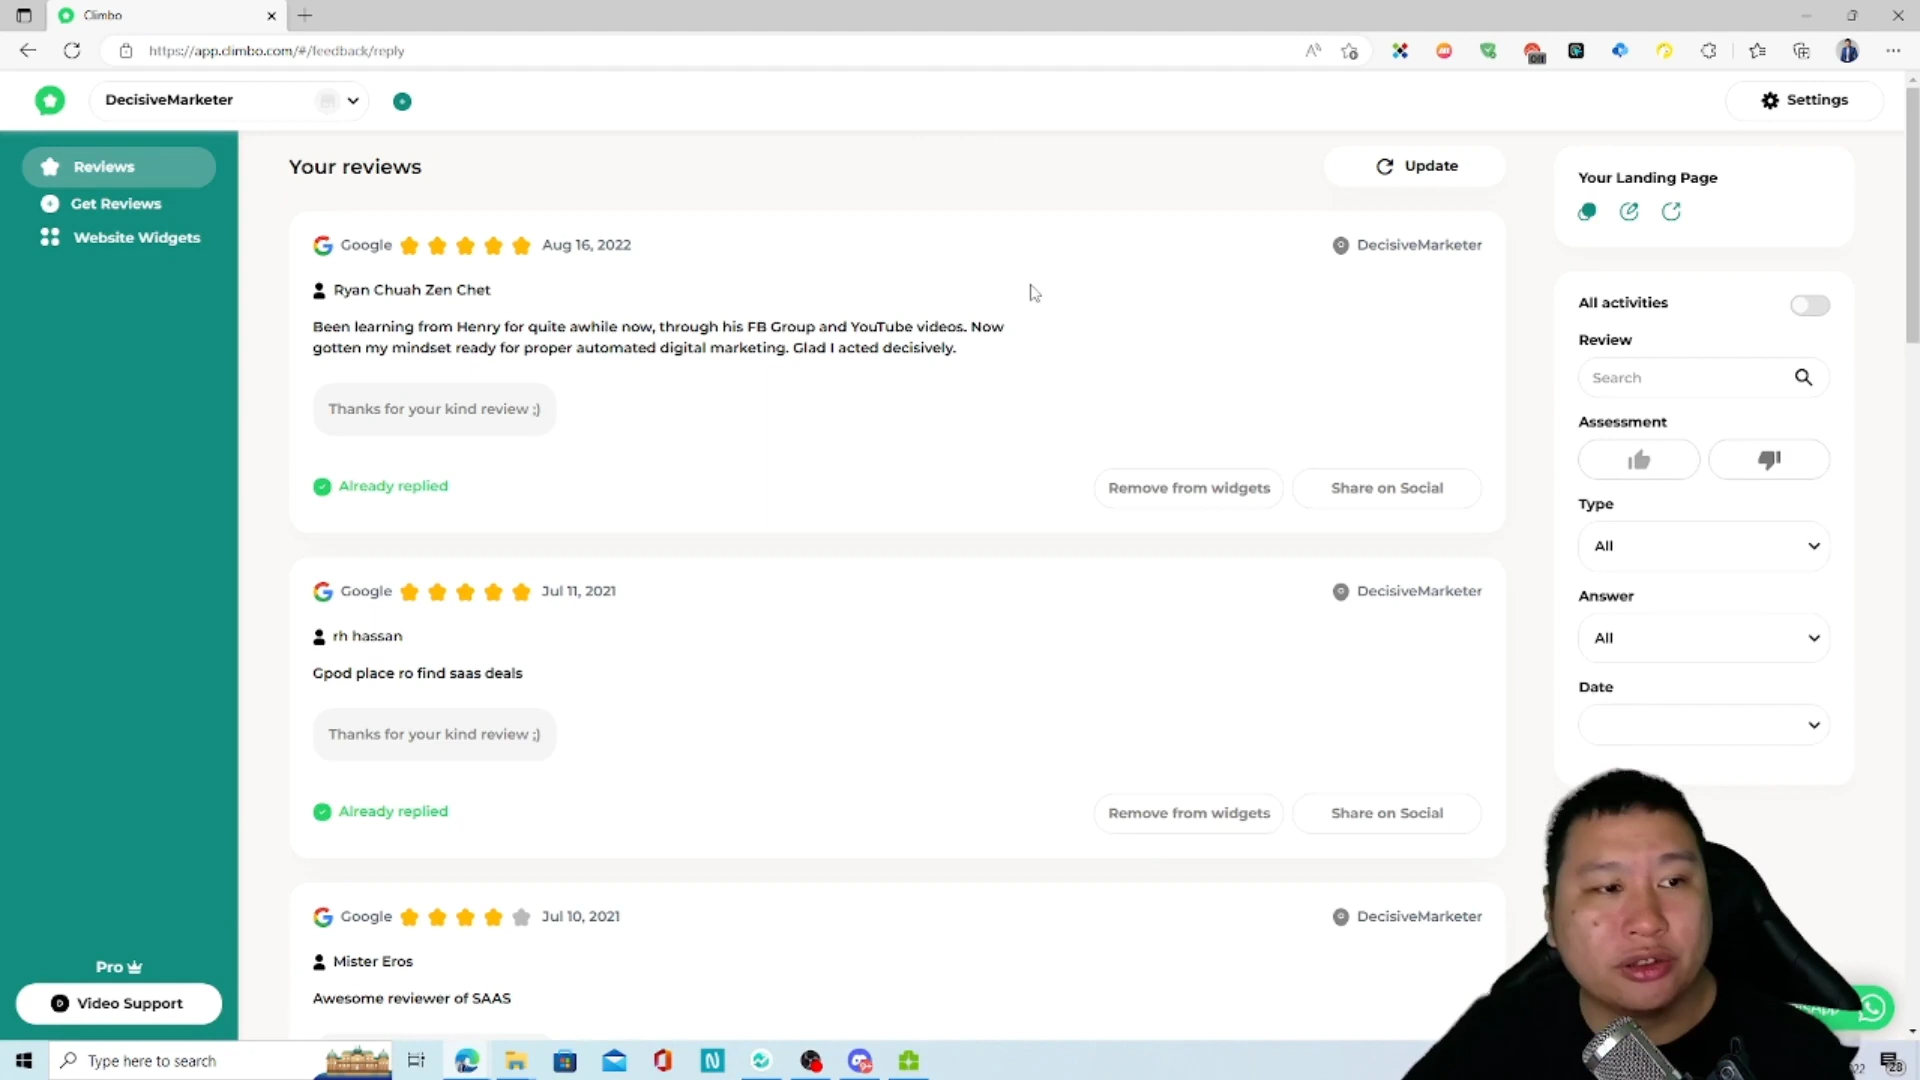 Climbo
https://app.climbo.com/#/feedback/reply
DecisiveMarketer
Settings
Reviews
Get Reviews
Website Widgets
Your reviews
Update
Google
Aug 16, 2022
DecisiveMarketer
Ryan Chuah Zen Chet
Been learning from Henry for quite awhile now, through his FB Group and YouTube videos. Now
gotten my mindset ready for proper automated digital marketing. Glad I acted decisively.
Thanks for your kind review ;)
Already replied
Remove from widgets
Share on Social
Google
Jul 11, 2021
DecisiveMarketer
rh hassan
Gpod place ro find saas deals
Thanks for your kind review ;)
Already replied
Remove from widgets
Share on Social
Google
Jul 10, 2021
DecisiveMarketer
Mister Eros
Awesome reviewer of SAAS
Your Landing Page
All activities
Review
Search
Assessment
Type
All
Answer
All
Date
Pro
Video Support
Type here to search
28